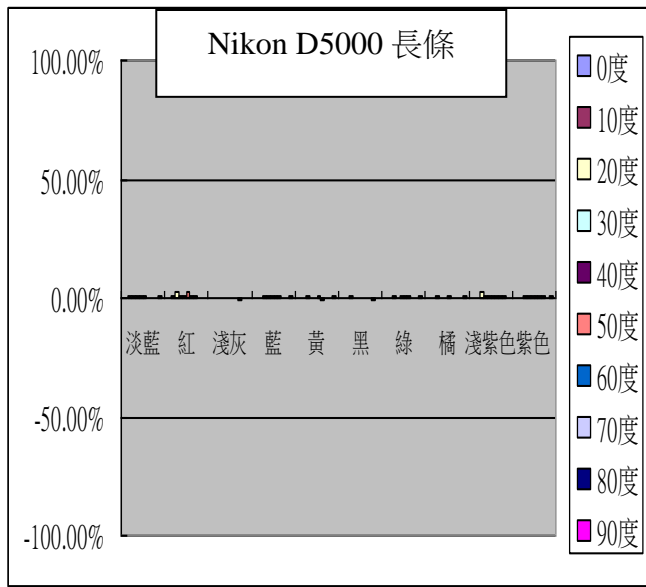 Nikon D5000 長條
100.00%
50.00%
0.00%
-50.00%
-100.00%
淡藍 紅 淺灰 藍 黃 黑 綠 橘 淺紫色 紫色
0度
10度
20度
30度
40度
50度
60度
70度
80度
90度